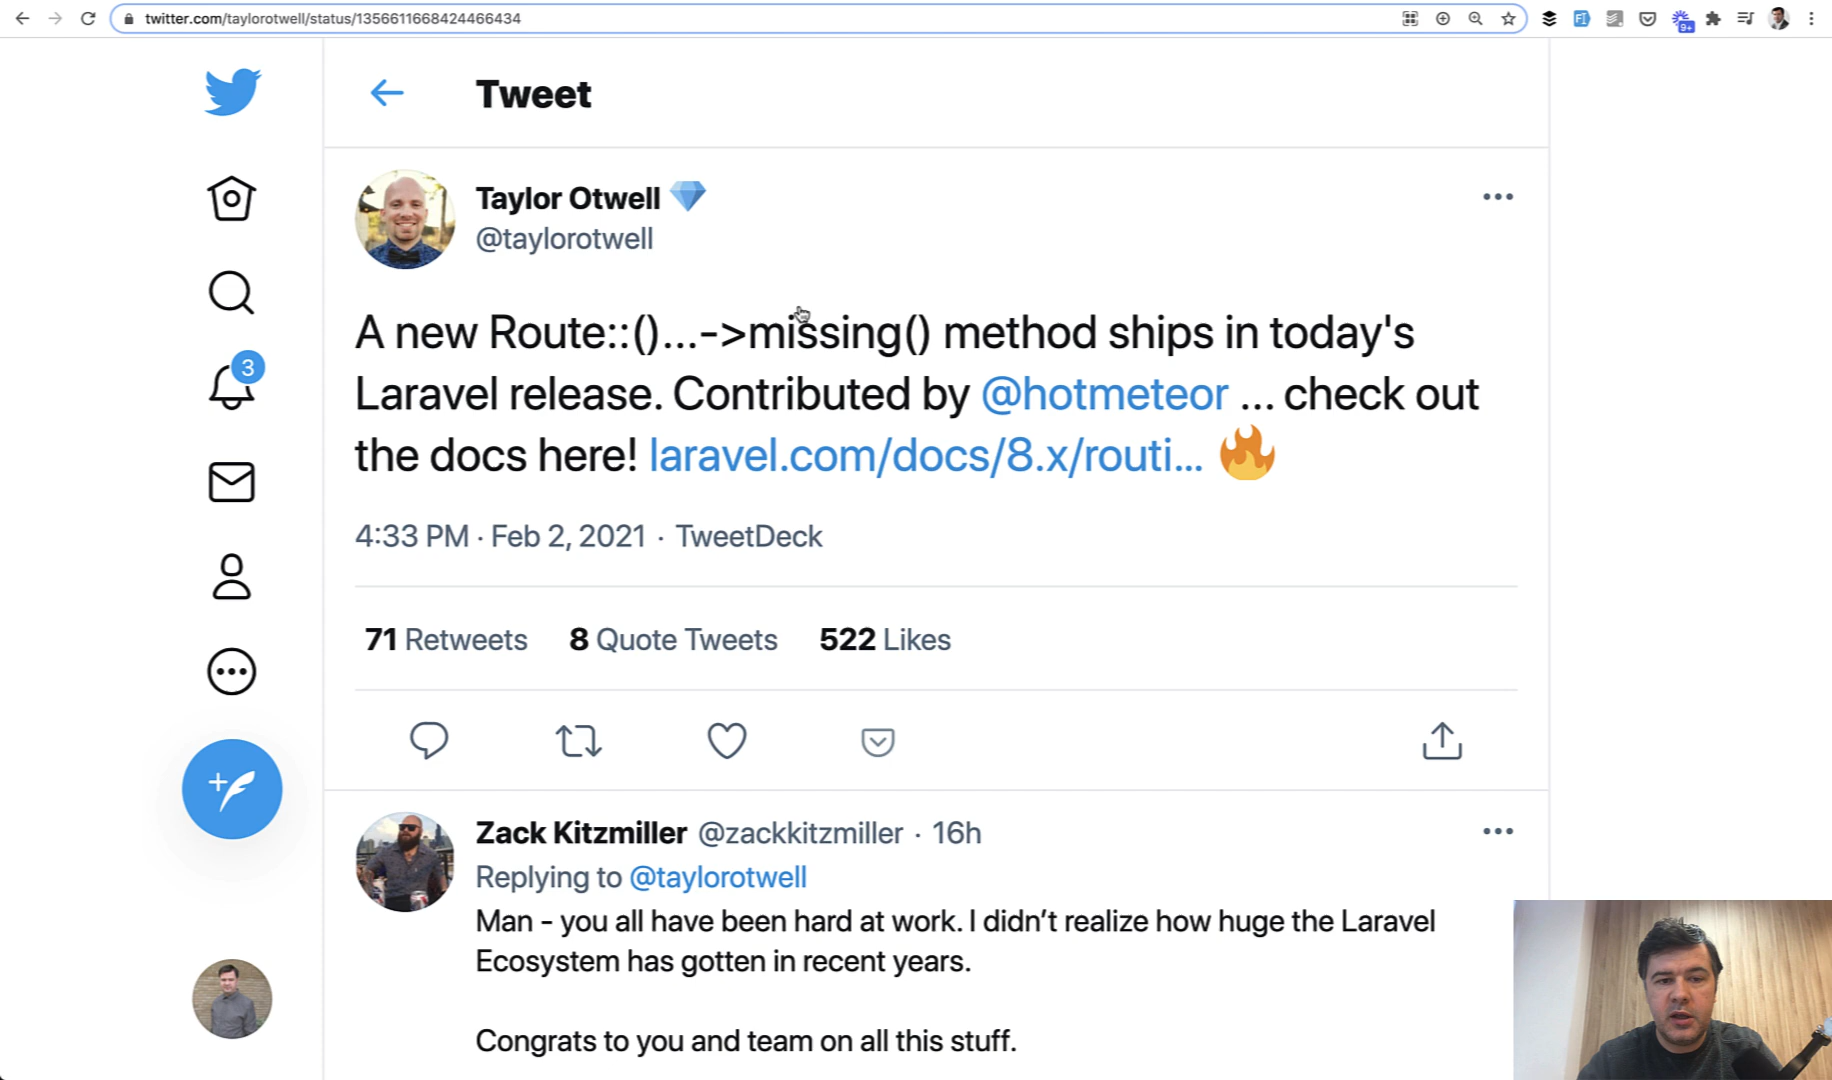 twitter.com/taylorotwell/status/1356611668424466434
9+
Tweet
Taylor Otwell
@taylorotwell
A new Route::()...->missing() method ships in today's
Laravel release. Contributed by @hotmeteor ... check out
the docs here! laravel.com/docs/8.x/routi...
3
4:33 PM · Feb 2, 2021 · TweetDeck
71 Retweets 8 Quote Tweets 522 Likes
Zack Kitzmiller @zackkitzmiller · 16h
Replying to @taylorotwell
Man - you all have been hard at work. I didn’t realize how huge the Laravel
Ecosystem has gotten in recent years.
Congrats to you and team on all this stuff.